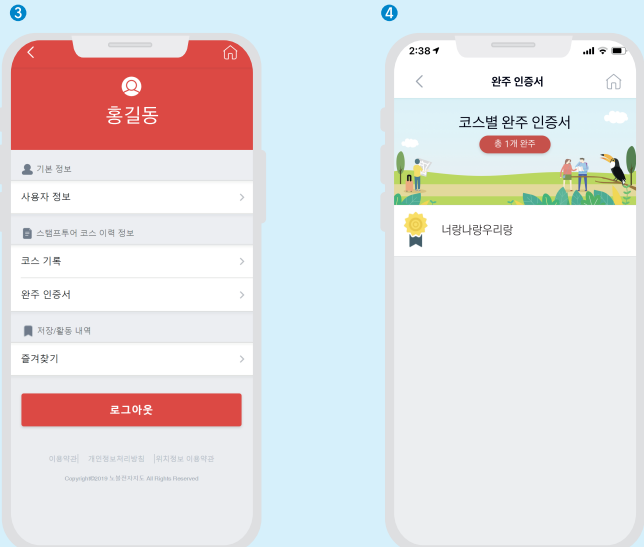 3
홍길동
기본 정보
사용자 정보
스탬프투어 코스 이력 정보
코스 기록
완주 인증서
저장/활동 내역
즐겨찾기
로그아웃
이용약관| 개인정보처리방침 |위치정보 이용약관
Copyright©2019 All Rights Reserved
4
2:38
완주 인증서
코스별 완주 인증서
총 1개 완주
너랑나랑우리랑